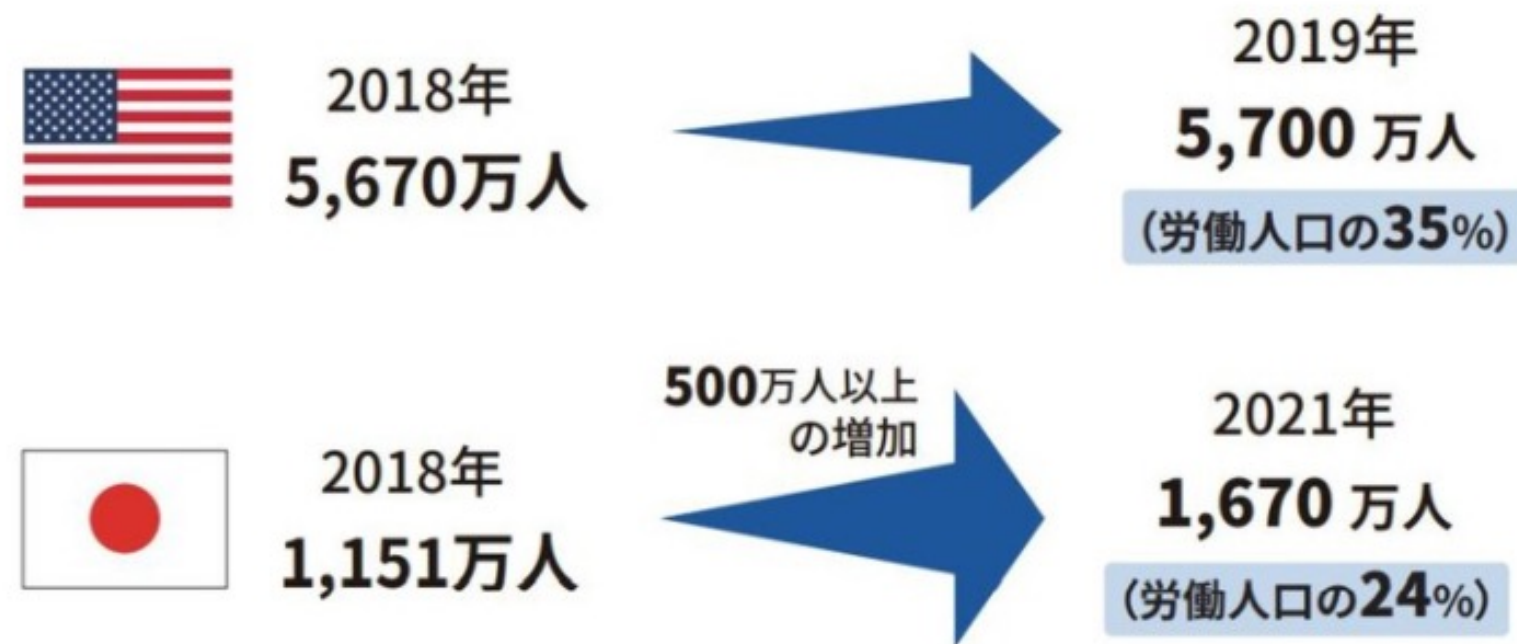 2018年
5,670万人
2019年
5,700 万人
（労働人口の35%）
2018年
1,151万人
500万人以上
の増加
2021年
1,670 万人
（労働人口の24%）